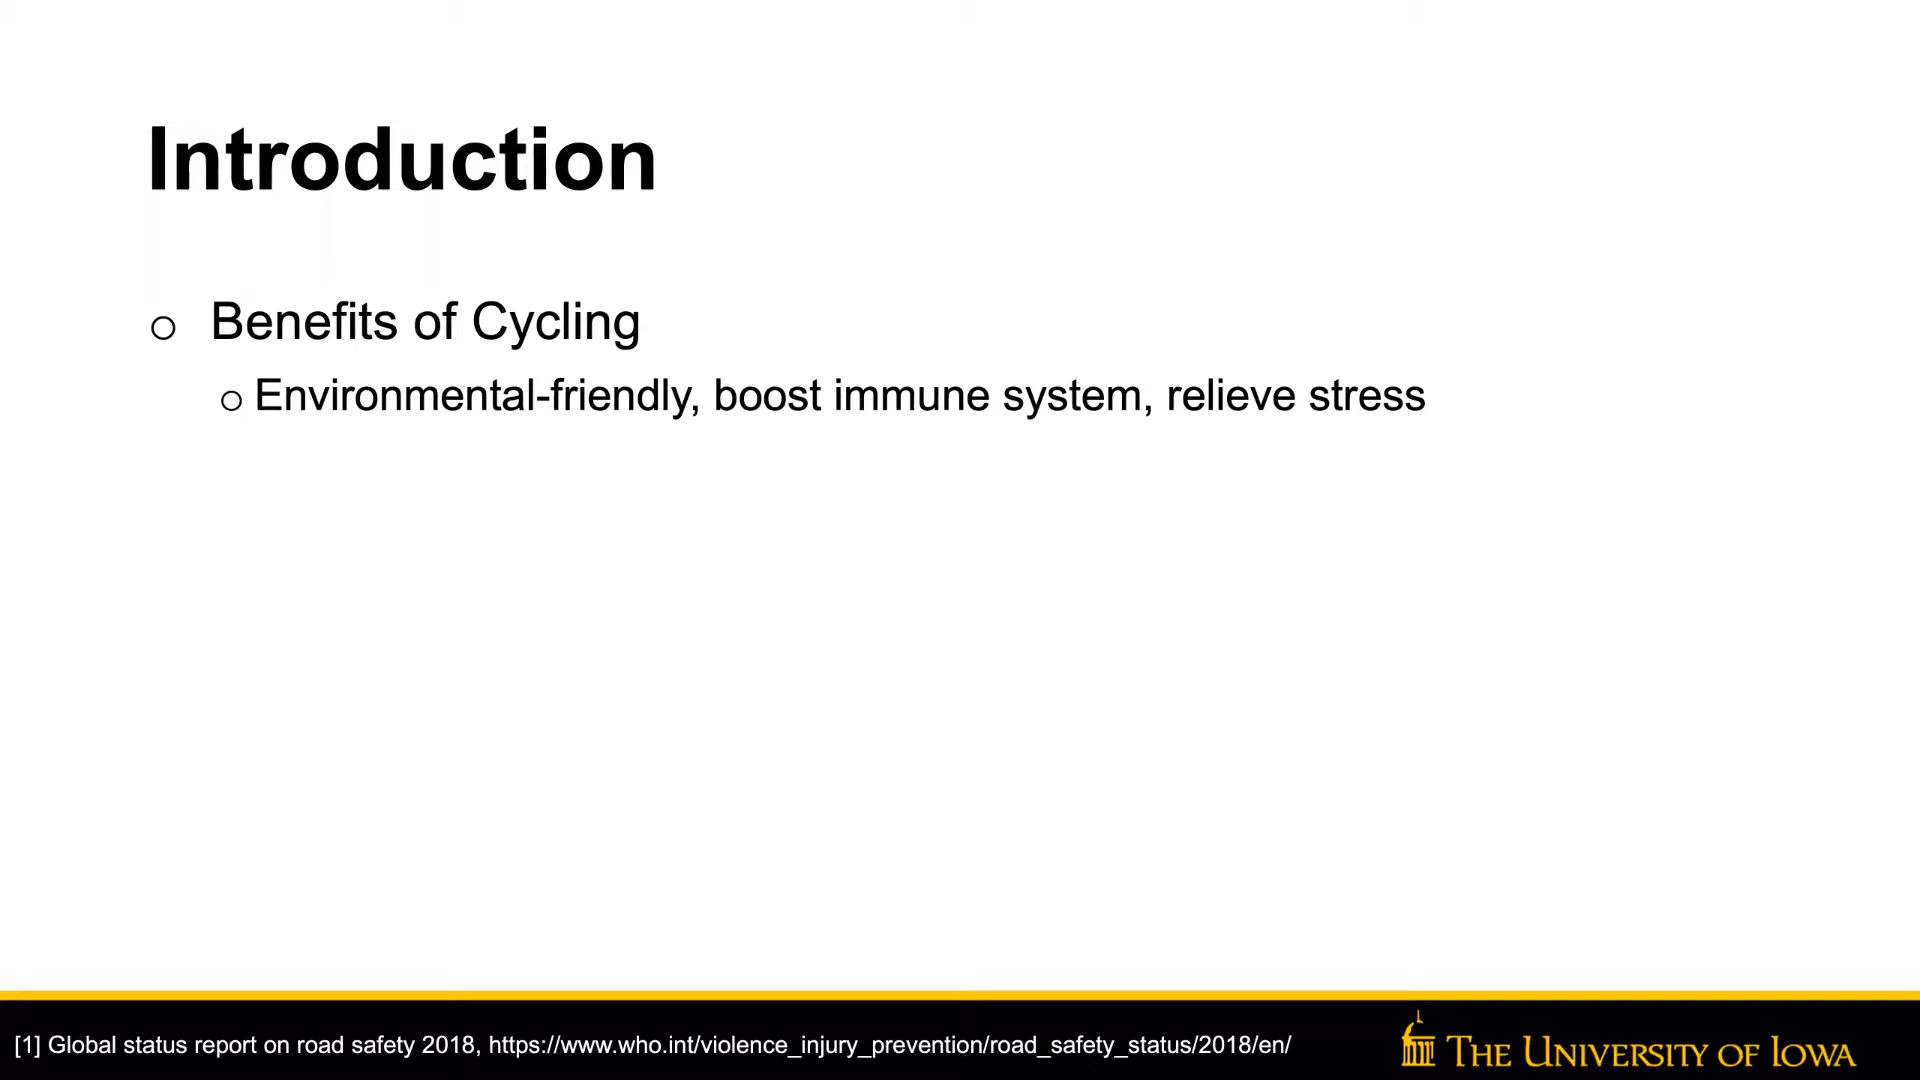 Introduction
○ Benefits of Cycling
○ Environmental-friendly, boost immune system, relieve stress
[1] Global status report on road safety 2018, https://www.who.int/violence_injury_prevention/road_safety_status/2018/en/
THE UNIVERSITY OF IOWA